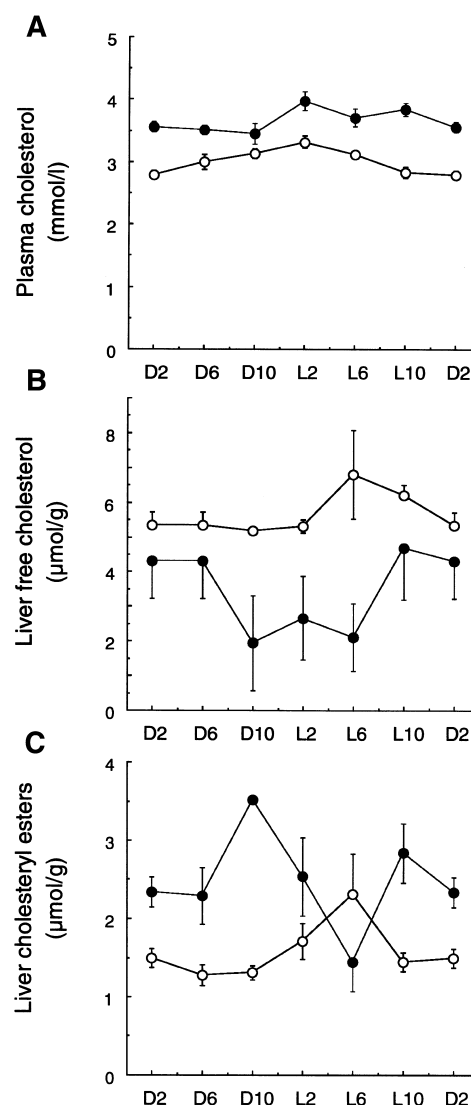 A
Plasma cholesterol
(mmol/l)
5
4
3
2
1
0
D2 D6 D10 L2 L6 L10 D2
B
Liver free cholesterol
(µmol/g)
8
6
4
2
0
D2 D6 D10 L2 L6 L10 D2
C
Liver cholesteryl esters
(µmol/g)
4
3
2
1
0
D2 D6 D10 L2 L6 L10 D2